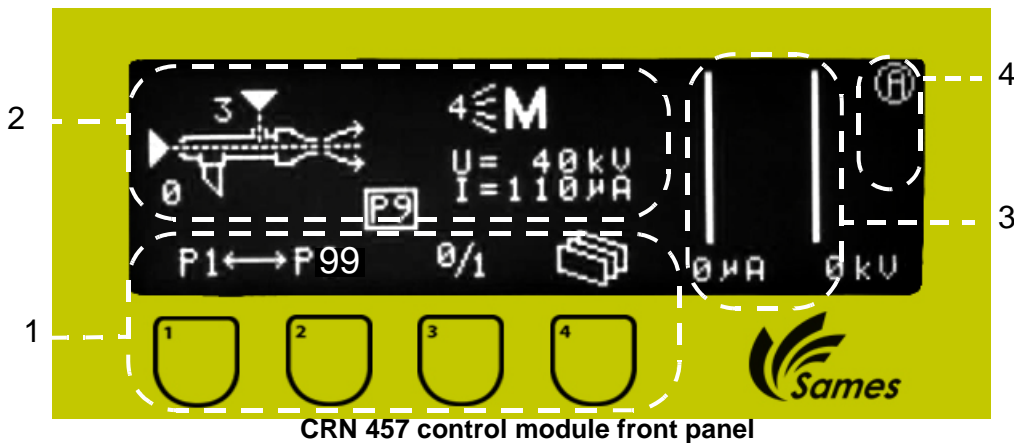 4
3
4 M
2
U= 40kV
I=110µA
0
P9
3
P1⟷P99 0/1
0µA 0kV
1
1 2 3 4
Sames
CRN 457 control module front panel